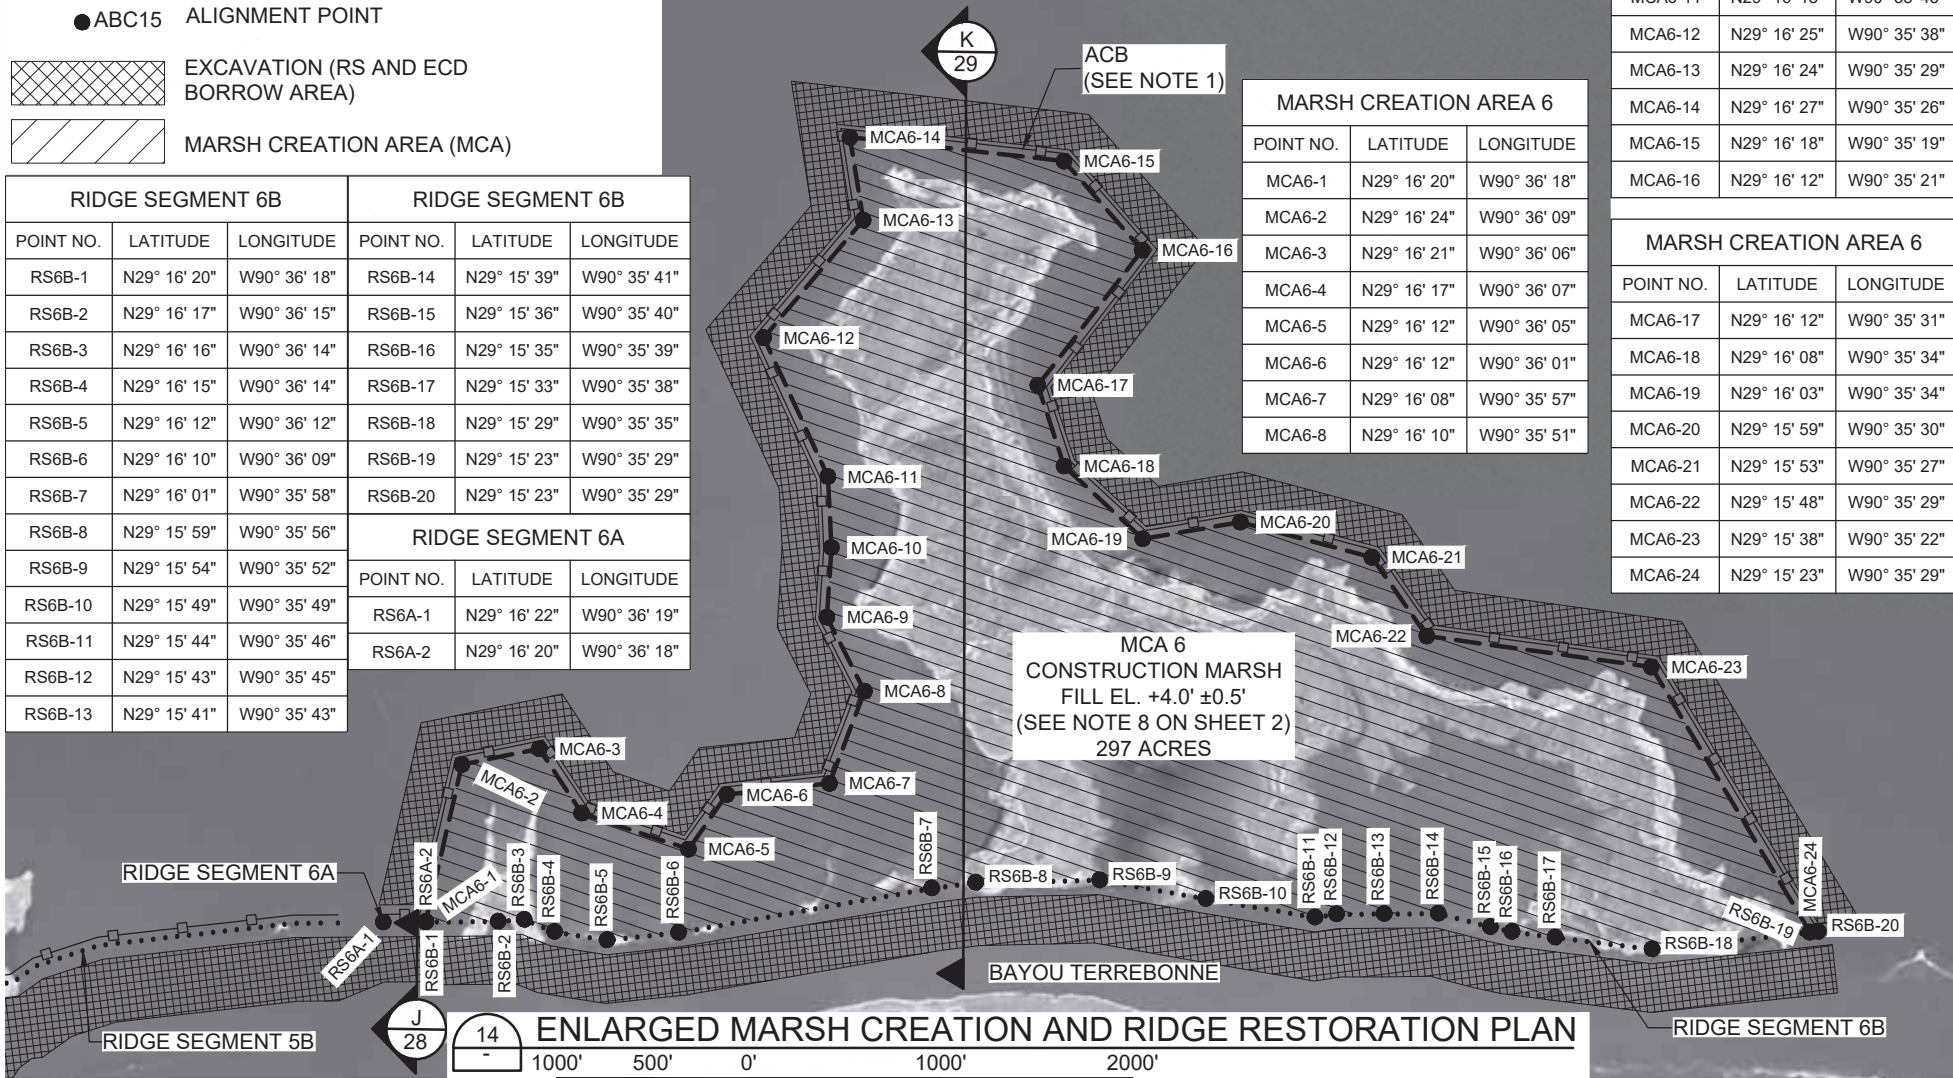 ABC15 ALIGNMENT POINT
EXCAVATION (RS AND ECD
BORROW AREA)
MARSH CREATION AREA (MCA)
RIDGE SEGMENT 6B
POINT NO. LATITUDE LONGITUDE
RS6B-1 N29° 16' 20" W90° 36' 18"
RS6B-2 N29° 16' 17" W90° 36' 15"
RS6B-3 N29° 16' 16" W90° 36' 14"
RS6B-4 N29° 16' 15" W90° 36' 14"
RS6B-5 N29° 16' 12" W90° 36' 12"
RS6B-6 N29° 16' 10" W90° 36' 09"
RS6B-7 N29° 16' 01" W90° 35' 58"
RS6B-8 N29° 15' 59" W90° 35' 56"
RS6B-9 N29° 15' 54" W90° 35' 52"
RS6B-10 N29° 15' 49" W90° 35' 49"
RS6B-11 N29° 15' 44" W90° 35' 46"
RS6B-12 N29° 15' 43" W90° 35' 45"
RS6B-13 N29° 15' 41" W90° 35' 43"
RIDGE SEGMENT 6B
POINT NO. LATITUDE LONGITUDE
RS6B-14 N29° 15' 39" W90° 35' 41"
RS6B-15 N29° 15' 36" W90° 35' 40"
RS6B-16 N29° 15' 35" W90° 35' 39"
RS6B-17 N29° 15' 33" W90° 35' 38"
RS6B-18 N29° 15' 29" W90° 35' 35"
RS6B-19 N29° 15' 23" W90° 35' 29"
RS6B-20 N29° 15' 23" W90° 35' 29"
RIDGE SEGMENT 6A
POINT NO. LATITUDE LONGITUDE
RS6A-1 N29° 16' 22" W90° 36' 19"
RS6A-2 N29° 16' 20" W90° 36' 18"
K
29
ACB
(SEE NOTE 1)
MARSH CREATION AREA 6
POINT NO. LATITUDE LONGITUDE
MCA6-1 N29° 16' 20" W90° 36' 18"
MCA6-2 N29° 16' 24" W90° 36' 09"
MCA6-3 N29° 16' 21" W90° 36' 06"
MCA6-4 N29° 16' 17" W90° 36' 07"
MCA6-5 N29° 16' 12" W90° 36' 05"
MCA6-6 N29° 16' 12" W90° 36' 01"
MCA6-7 N29° 16' 08" W90° 35' 57"
MCA6-8 N29° 16' 10" W90° 35' 51"
MCA6-12 N29° 16' 25" W90° 35' 38"
MCA6-13 N29° 16' 24" W90° 35' 29"
MCA6-14 N29° 16' 27" W90° 35' 26"
MCA6-15 N29° 16' 18" W90° 35' 19"
MCA6-16 N29° 16' 12" W90° 35' 21"
MARSH CREATION AREA 6
POINT NO. LATITUDE LONGITUDE
MCA6-17 N29° 16' 12" W90° 35' 31"
MCA6-18 N29° 16' 08" W90° 35' 34"
MCA6-19 N29° 16' 03" W90° 35' 34"
MCA6-20 N29° 15' 59" W90° 35' 30"
MCA6-21 N29° 15' 53" W90° 35' 27"
MCA6-22 N29° 15' 48" W90° 35' 29"
MCA6-23 N29° 15' 38" W90° 35' 22"
MCA6-24 N29° 15' 23" W90° 35' 29"
MCA6-14
MCA6-15
MCA6-13
MCA6-16
MCA6-12
MCA6-17
MCA6-18
MCA6-11
MCA6-20
MCA6-19
MCA6-10
MCA6-21
MCA6-9
MCA6-22
MCA6-23
MCA6-8
MCA 6
CONSTRUCTION MARSH
FILL EL. +4.0' ±0.5'
(SEE NOTE 8 ON SHEET 2)
297 ACRES
MCA6-3
MCA6-2
MCA6-4
MCA6-6
MCA6-7
MCA6-5
RIDGE SEGMENT 6A
RS6A-1
RS6A-2
MCA6-1
RS6B-1
RS6B-2
RS6B-3
RS6B-4
RS6B-5
RS6B-6
RS6B-7
RS6B-8
RS6B-9
RS6B-10
RS6B-11
RS6B-12
RS6B-13
RS6B-14
RS6B-15
RS6B-16
RS6B-17
RS6B-18
RS6B-19
MCA6-24
RS6B-20
BAYOU TERREBONNE
RIDGE SEGMENT 5B
RIDGE SEGMENT 6B
J
28
14
-
ENLARGED MARSH CREATION AND RIDGE RESTORATION PLAN
1000' 500' 0' 1000' 2000'